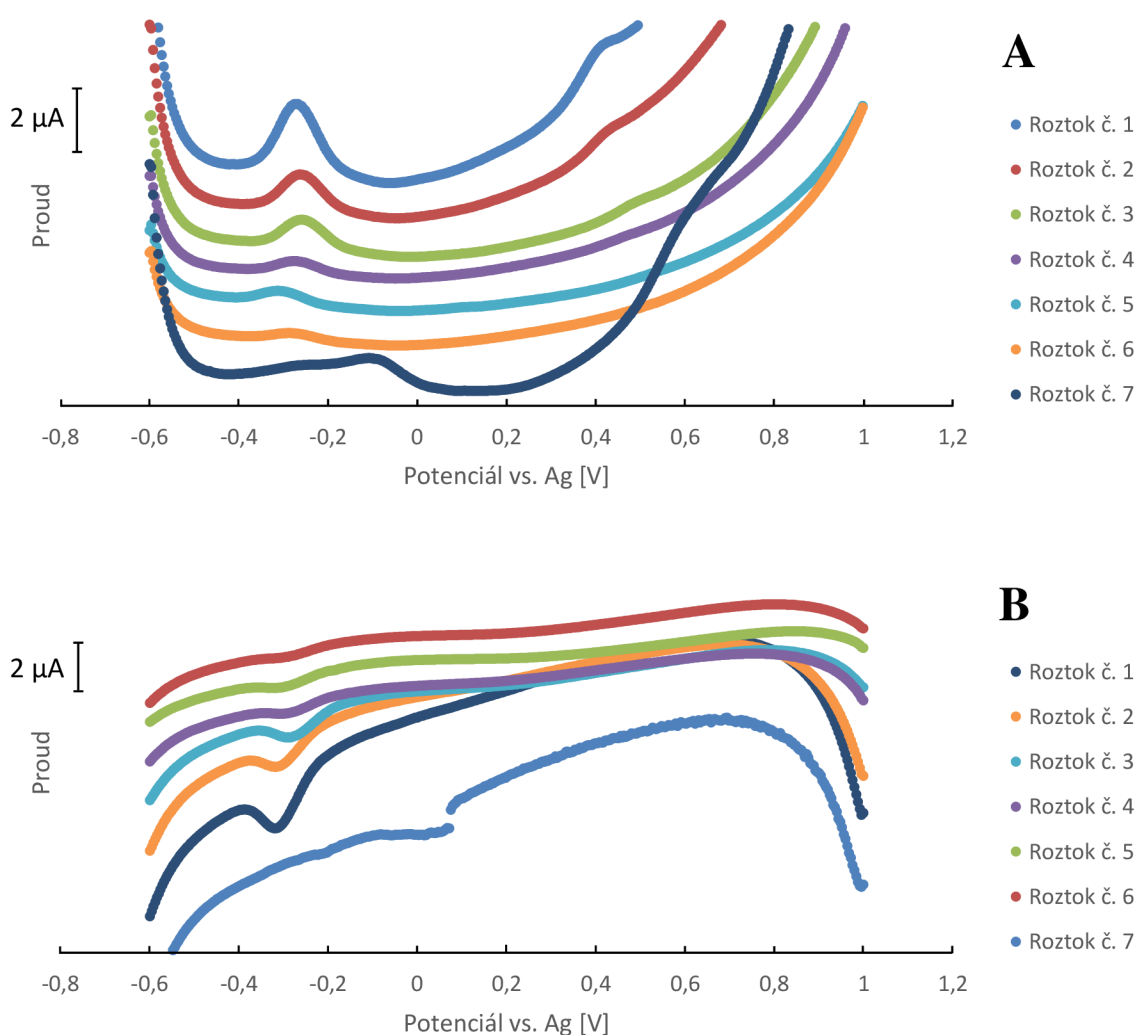 A
2 µA
Proud
Roztok č. 1
Roztok č. 2
Roztok č. 3
Roztok č. 4
Roztok č. 5
Roztok č. 6
Roztok č. 7
-0,8 -0,6 -0,4 -0,2 0 0,2 0,4 0,6 0,8 1 1,2
Potenciál vs. Ag [V]
B
2 µA
Proud
Roztok č. 1
Roztok č. 2
Roztok č. 3
Roztok č. 4
Roztok č. 5
Roztok č. 6
Roztok č. 7
-0,8 -0,6 -0,4 -0,2 0 0,2 0,4 0,6 0,8 1 1,2
Potenciál vs. Ag [V]